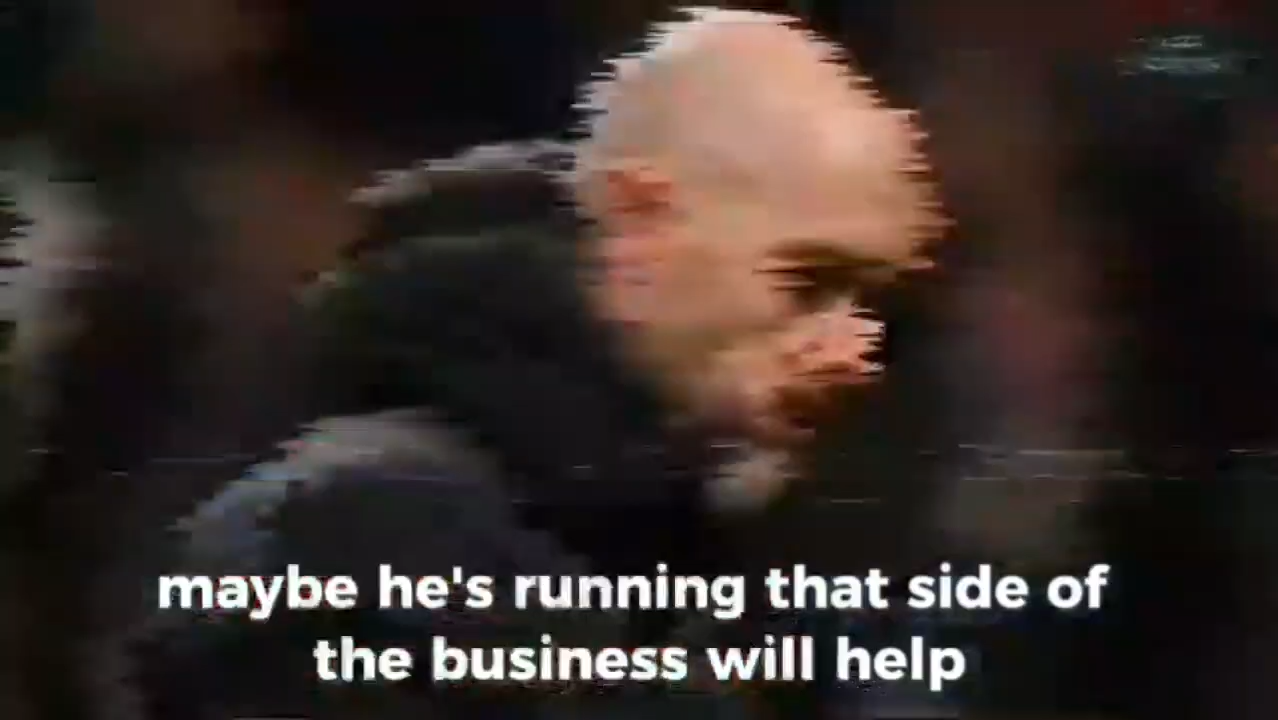 maybe he's running that side of
the business will help